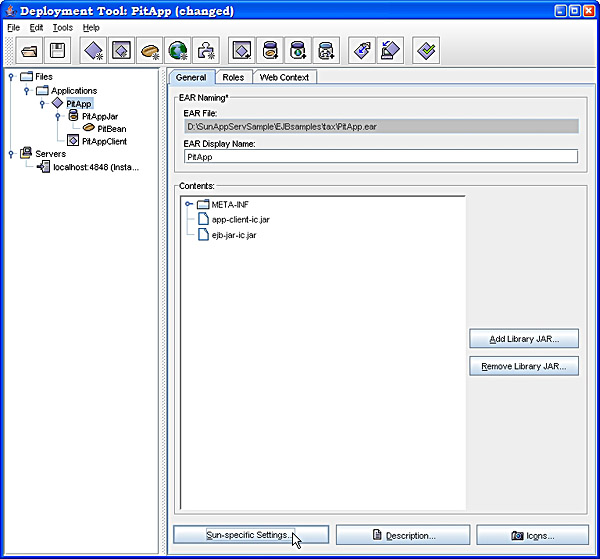 Deployment Tool: PitApp (changed)
File Edit Tools Help
Files
Applications
PitApp
PitAppJar
PitBean
PitAppClient
Servers
localhost:4848 (Insta...
General Roles Web Context
EAR Naming*
EAR File:
D:\SunAppServSample\EJBsamples\tax\PitApp.ear
EAR Display Name:
PitApp
Contents:
META-INF
app-client-ic.jar
ejb-jar-ic.jar
Add Library JAR...
Remove Library JAR...
Sun-specific Settings... Description... Icons...